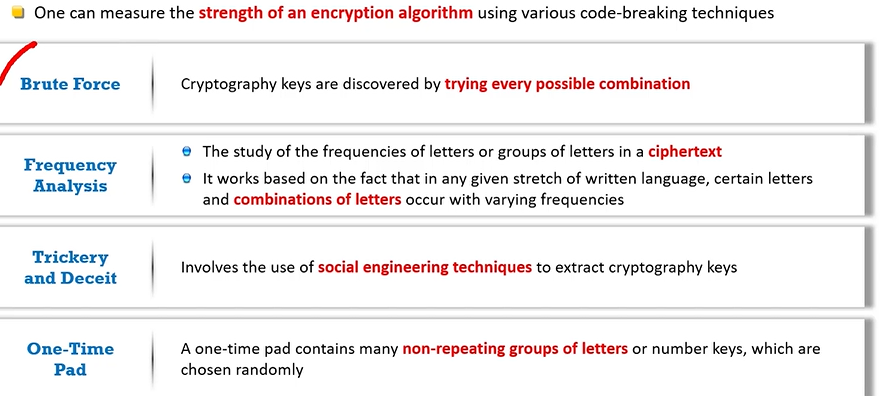 One can measure the strength of an encryption algorithm using various code-breaking techniques
Brute Force
Cryptography keys are discovered by trying every possible combination
Frequency
Analysis
The study of the frequencies of letters or groups of letters in a ciphertext
It works based on the fact that in any given stretch of written language, certain letters
and combinations of letters occur with varying frequencies
Trickery
and Deceit
Involves the use of social engineering techniques to extract cryptography keys
One-Time
Pad
A one-time pad contains many non-repeating groups of letters or number keys, which are
chosen randomly